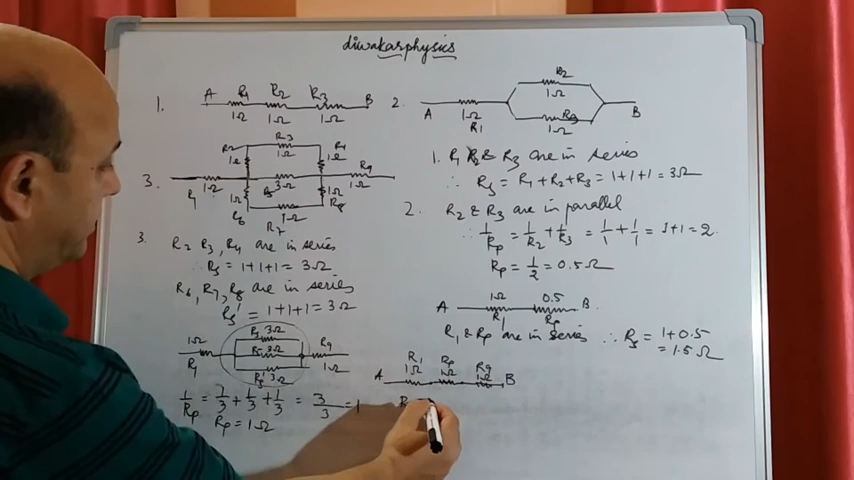 diwakarphysics
1. A R1 R2 R3 B
1Ω 1Ω 1Ω
2. A 1Ω R1 R2 1Ω R3 1Ω B
3. R1 1Ω R2 1Ω R3 1Ω R4 1Ω R5 3Ω R6 1Ω R7 1Ω R8 1Ω R9 1Ω
1. R1 R2 & R3 are in series
∴ Rs = R1 + R2 + R3 = 1+1+1 = 3Ω
2. R2 & R3 are in parallel
∴ 1/Rp = 1/R2 + 1/R3 = 1/1 + 1/1 = 1+1 = 2
Rp = 1/2 = 0.5Ω
A 1Ω R1 0.5 Rp B
R1 & Rp are in series ∴ Rs = 1+0.5
= 1.5Ω
3.
R2 R3, R4 are in series
∴ Rs = 1+1+1 = 3Ω
R6, R7, R8 are in series
Rs' = 1+1+1 = 3Ω
1Ω R1 Rs 3Ω R5 3Ω Rs' 3Ω R9 1Ω
1/Rp = 1/3 + 1/3 + 1/3 = 3/3 = 1
Rp = 1Ω
A R1 1Ω Rp 1Ω R9 1Ω B
R